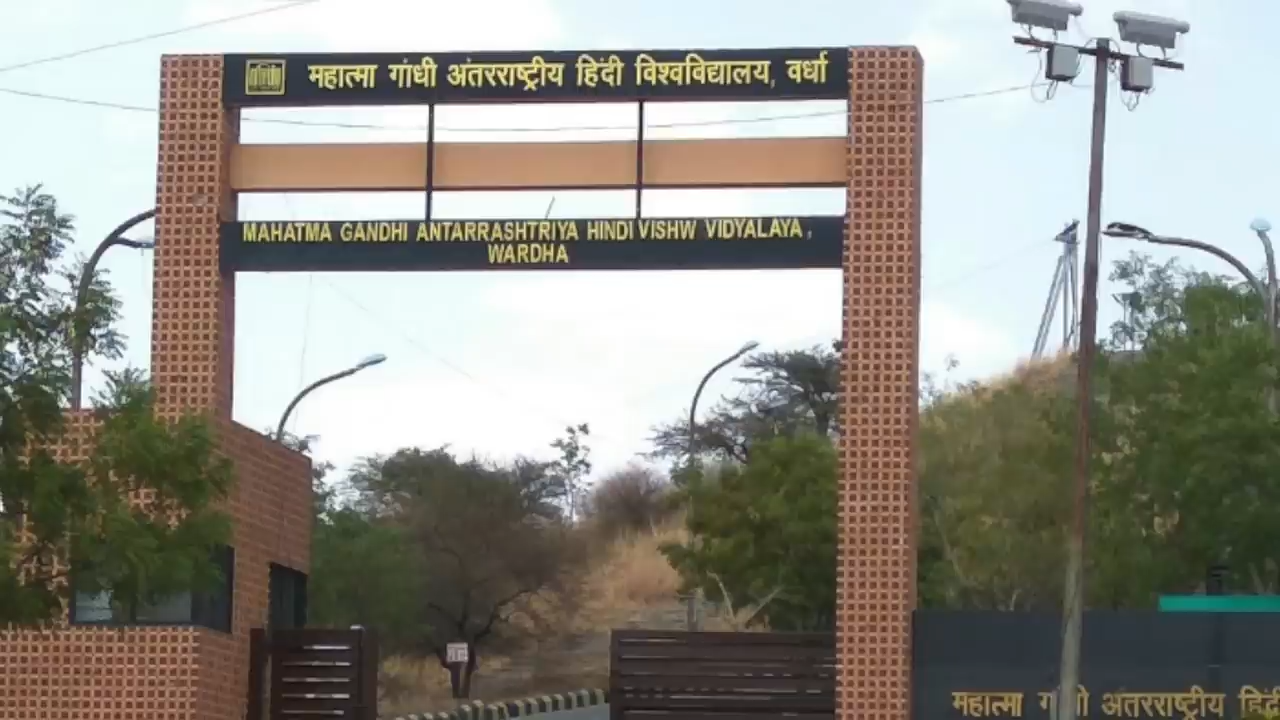 महात्मा गांधी अंतरराष्ट्रीय हिंदी विश्वविद्यालय, वर्धा
MAHATMA GANDHI ANTARRASHTRIYA HINDI VISHW VIDYALAYA,
WARDHA
महात्मा गांधी अंतरराष्ट्रीय